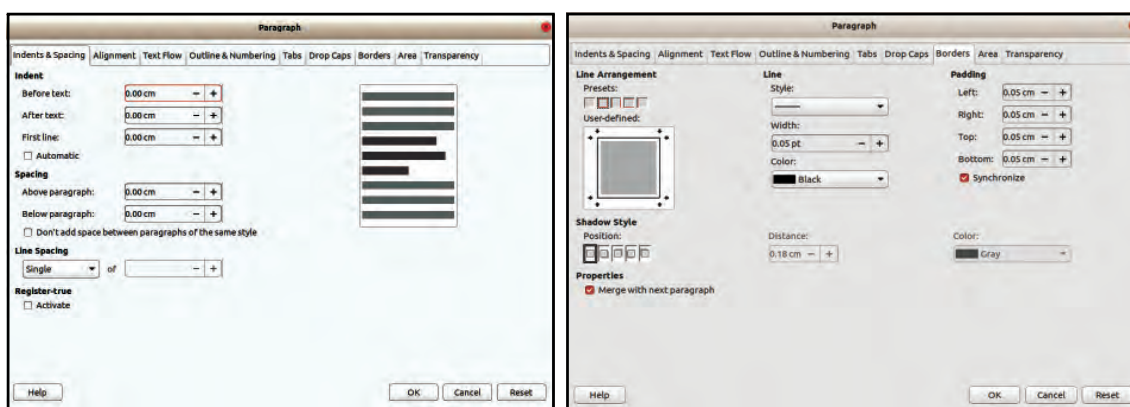 Paragraph
Indents & Spacing Alignment Text Flow Outline & Numbering Tabs Drop Caps Borders Area Transparency
Indent
Before text: 0.00 cm − +
After text: 0.00 cm − +
First line: 0.00 cm − +
Automatic
Spacing
Above paragraph: 0.00 cm − +
Below paragraph: 0.00 cm − +
Don't add space between paragraphs of the same style
Line Spacing
Single of − +
Register-true
Activate
Help OK Cancel Reset
Paragraph
Indents & Spacing Alignment Text Flow Outline & Numbering Tabs Drop Caps Borders Area Transparency
Line Arrangement
Presets:
User-defined:
Line
Style:
Width:
0.05 pt − +
Color:
Black
Padding
Left: 0.05 cm − +
Right: 0.05 cm − +
Top: 0.05 cm − +
Bottom: 0.05 cm − +
Synchronize
Shadow Style
Position:
Distance:
0.18 cm − +
Color:
Gray
Properties
Merge with next paragraph
Help OK Cancel Reset